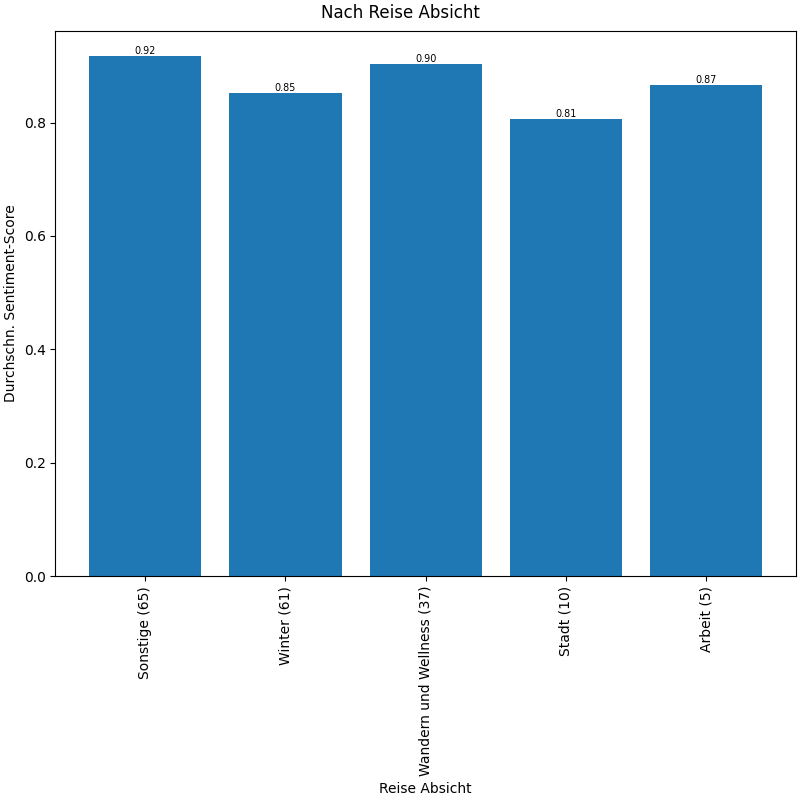 Nach Reise Absicht
0.92
0.85
0.90
0.81
0.87
Durchschn. Sentiment-Score
0.8
0.6
0.4
0.2
0.0
Sonstige (65)
Winter (61)
Wandern und Wellness (37)
Stadt (10)
Arbeit (5)
Reise Absicht